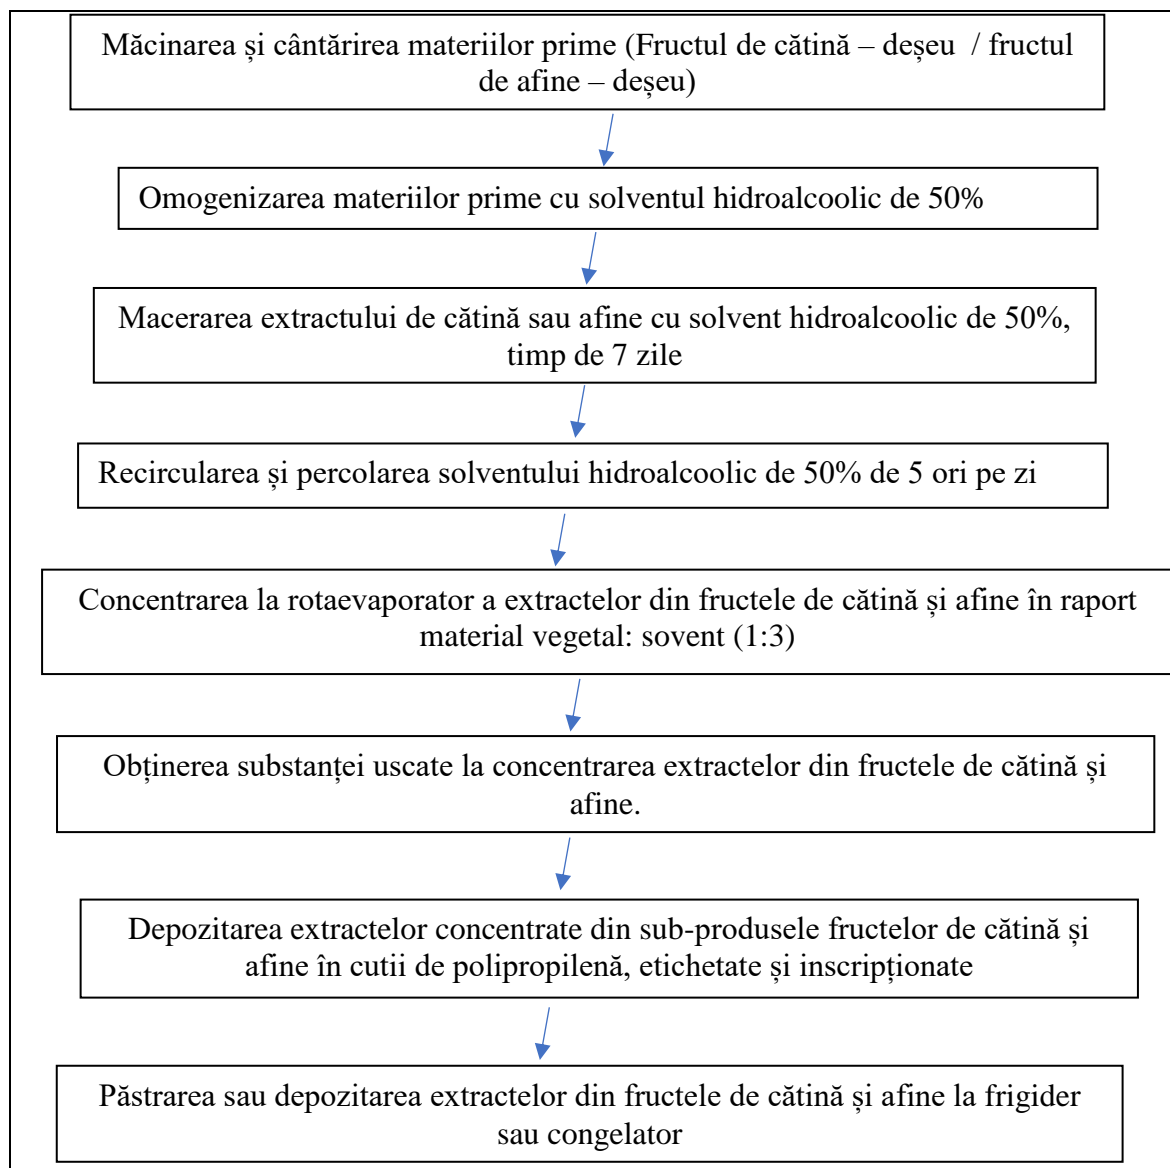 Măcinarea și cântărirea materiilor prime (Fructul de cătină – deșeu / fructul
de afine – deșeu)
Omogenizarea materiilor prime cu solventul hidroalcoolic de 50%
Macerarea extractului de cătină sau afine cu solvent hidroalcoolic de 50%,
timp de 7 zile
Recircularea și percolarea solventului hidroalcoolic de 50% de 5 ori pe zi
Concentrarea la rotaevaporator a extractelor din fructele de cătină și afine în raport
material vegetal: sovent (1:3)
Obținerea substanței uscate la concentrarea extractelor din fructele de cătină și
afine.
Depozitarea extractelor concentrate din sub-produsele fructelor de cătină și
afine în cutii de polipropilenă, etichetate și inscripționate
Păstrarea sau depozitarea extractelor din fructele de cătină și afine la frigider
sau congelator